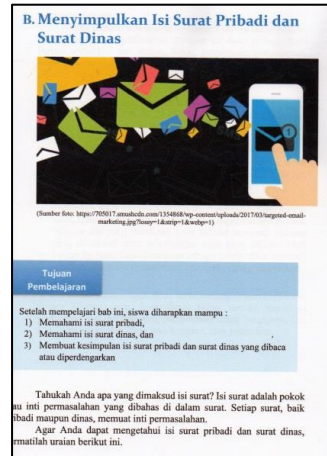 B. Menyimpulkan Isi Surat Pribadi dan
Surat Dinas
1
(Sumber foto: https://705017.smushcdn.com/1354868/wp-content/uploads/2017/03/targeted-email-
marketing.jpg?lossy=1&strip=1&webp=1)
Tujuan
Pembelajaran
Setelah mempelajari bab ini, siswa diharapkan mampu :
1) Memahami isi surat pribadi,
2) Memahami isi surat dinas, dan
3) Membuat kesimpulan isi surat pribadi dan surat dinas yang dibaca
atau diperdengarkan
Tahukah Anda apa yang dimaksud isi surat? Isi surat adalah pokok
au inti permasalahan yang dibahas di dalam surat. Setiap surat, baik
ibadi maupun dinas, memuat inti permasalahan.
Agar Anda dapat mengetahui isi surat pribadi dan surat dinas,
rmatilah uraian berikut ini.